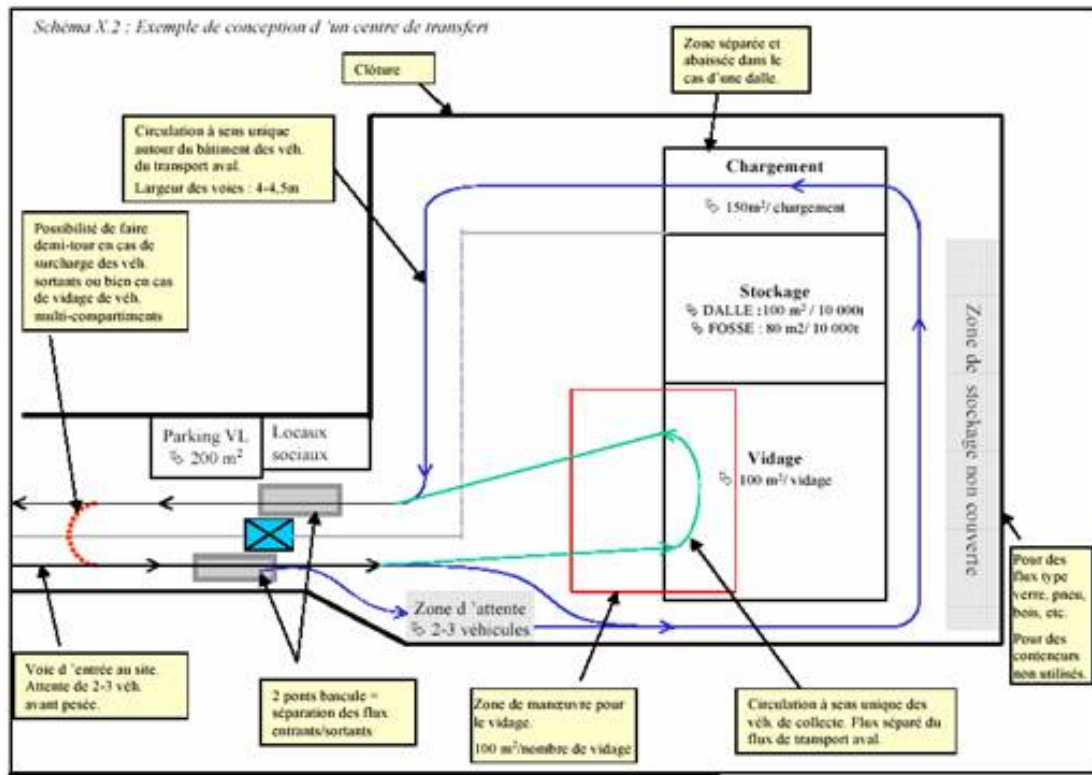 Schéma X.2 : Exemple de conception d 'un centre de transfert
Clôture
Zone séparée et
abaissée dans le
cas d'une dalle.
Circulation à sens unique
autour du bâtiment des véh.
du transport aval.
Largeur des voies : 4-4.5m
Possibilité de faire
demi-tour en cas de
surcharge des véh.
sortants ou bien en cas
de vidage de véh.
multi-compartiments
Chargement
150m²/ chargement
Stockage
DALLE : 100 m² / 10 000t
FOSSE : 80 m2/ 10 000t
Vidage
100 m²/ vidage
Zone de stockage non couverte
Parking VL
200 m²
Locaux
sociaux
Zone d 'attente
2-3 véhicules
Pour des
flux type
verre, pneu,
bois, etc.
Pour des
conteneurs
non utilisés.
Voie d 'entrée au site.
Attente de 2-3 véh.
avant pesée.
2 ponts bascule =
séparation des flux
entrants/sortants
Zone de manœuvre pour
le vidage.
100 m²/nombre de vidage
Circulation à sens unique des
véh. de collecte. Flux séparé du
flux de transport aval.